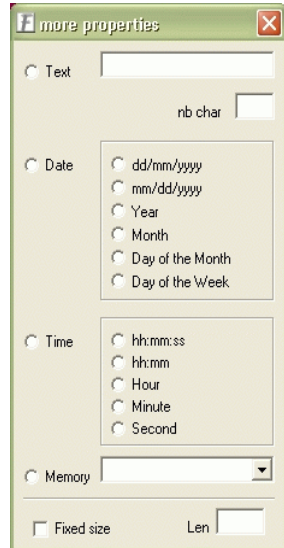 more properties
Text
nb char
Date
dd/mm/yyyy
mm/dd/yyyy
Year
Month
Day of the Month
Day of the Week
Time
hh:mm:ss
hh:mm
Hour
Minute
Second
Memory
Fixed size Len